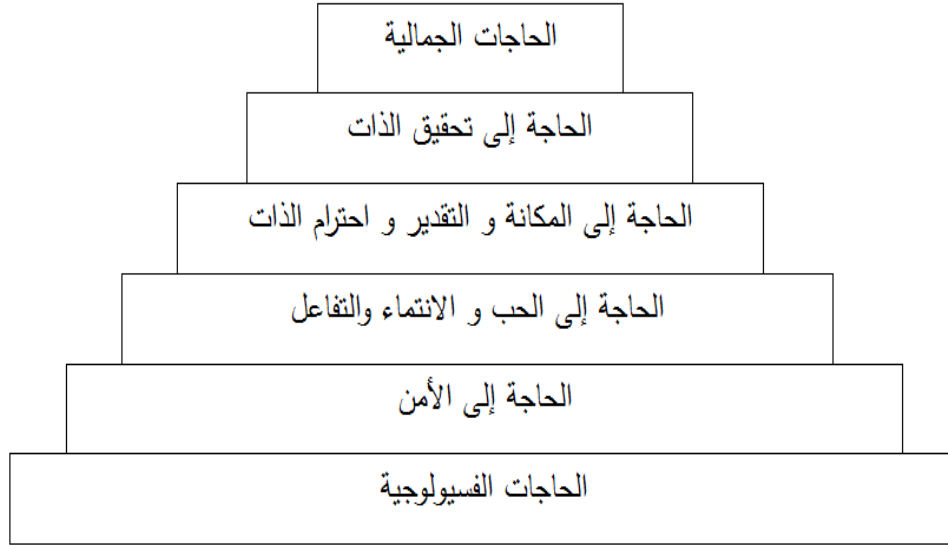 الحاجات الجمالية
الحاجة إلى تحقيق الذات
الحاجة إلى المكانة و التقدير و احترام الذات
الحاجة إلى الحب و الانتماء والتفاعل
الحاجة إلى الأمن
الحاجات الفسيولوجية